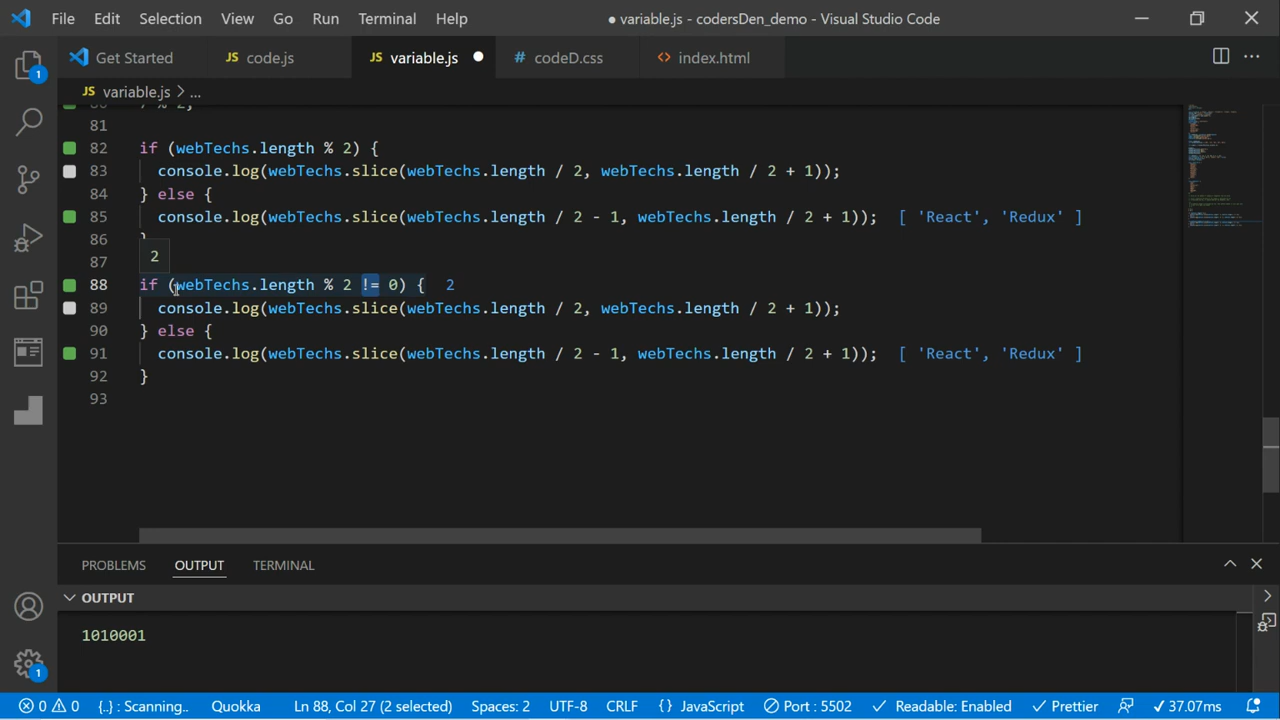 File Edit Selection View Go Run Terminal Help
● variable.js - codersDen_demo - Visual Studio Code
Get Started
JS code.js
JS variable.js
# codeD.css
<> index.html
JS variable.js > ...
1
81
82 if (webTechs.length % 2) {
83 console.log(webTechs.slice(webTechs.length / 2, webTechs.length / 2 + 1));
84 } else {
85 console.log(webTechs.slice(webTechs.length / 2 - 1, webTechs.length / 2 + 1)); [ 'React', 'Redux' ]
86 }
87
2
88 if (webTechs.length % 2 != 0) { 2
89 console.log(webTechs.slice(webTechs.length / 2, webTechs.length / 2 + 1));
90 } else {
91 console.log(webTechs.slice(webTechs.length / 2 - 1, webTechs.length / 2 + 1)); [ 'React', 'Redux' ]
92 }
93
PROBLEMS OUTPUT TERMINAL
OUTPUT
1010001
1
0 0 {..} : Scanning.. Quokka Ln 88, Col 27 (2 selected) Spaces: 2 UTF-8 CRLF {} JavaScript Port : 5502 ✓ Readable: Enabled ✓ Prettier ✓ 37.07ms